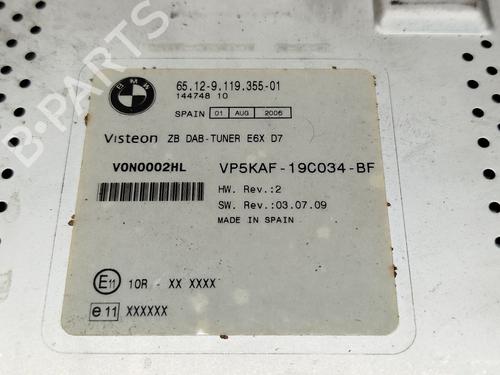 BMW
65.12-9.119.355-01
144748 10
SPAIN 01 AUG 2006
Visteon ZB DAB-TUNER E6X D7
V0N0002HL VP5KAF-19C034-BF
HW. Rev.:2
SW. Rev.:03.07.09
MADE IN SPAIN
E11 10R - XX XXXX
e 11 XXXXXX
B-PARTS